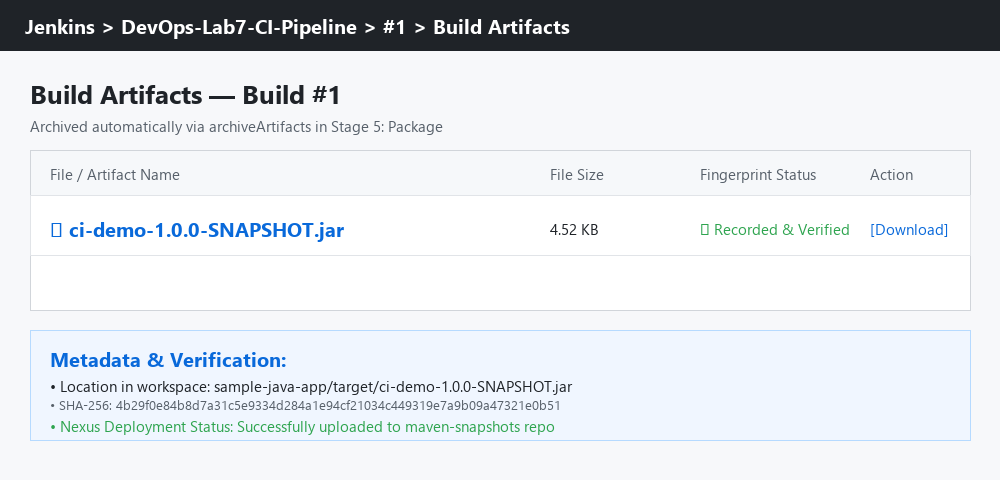 Jenkins > DevOps-Lab7-CI-Pipeline > #1 > Build Artifacts
Build Artifacts — Build #1
Archived automatically via archiveArtifacts in Stage 5: Package
File / Artifact Name File Size Fingerprint Status Action
ci-demo-1.0.0-SNAPSHOT.jar 4.52 KB Recorded & Verified [Download]
Metadata & Verification:
• Location in workspace: sample-java-app/target/ci-demo-1.0.0-SNAPSHOT.jar
• SHA-256: 4b29f0e84b8d7a31c5e9334d284a1e94cf21034c449319e7a9b09a47321e0b51
• Nexus Deployment Status: Successfully uploaded to maven-snapshots repo